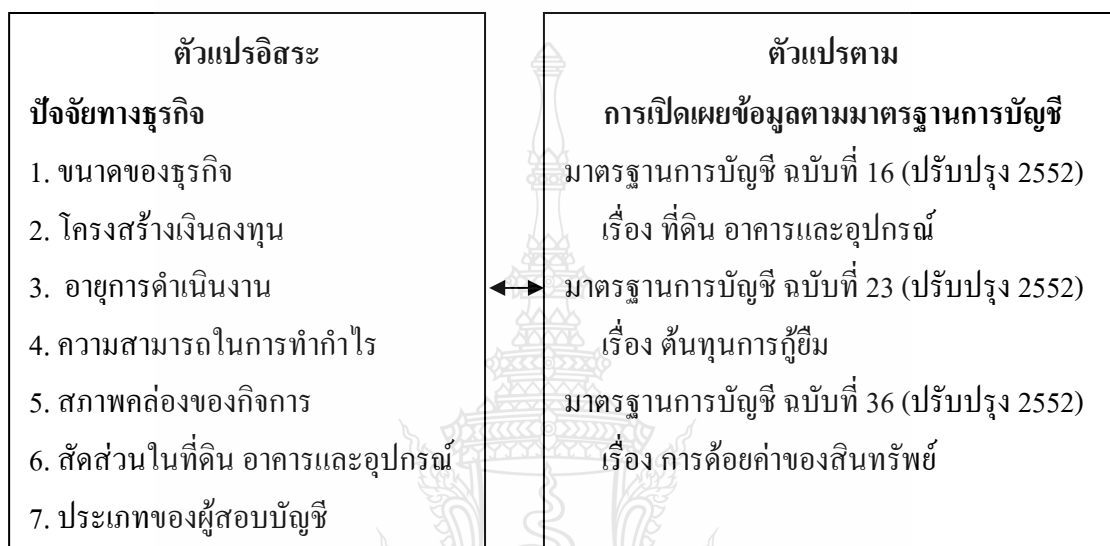 ตัวแปรอิสระ
ปัจจัยทางธุรกิจ
1. ขนาดของธุรกิจ
2. โครงสร้างเงินลงทุน
3. อายุการดำเนินงาน
4. ความสามารถในการทำกำไร
5. สภาพคล่องของกิจการ
6. สัดส่วนในที่ดิน อาคารและอุปกรณ์
7. ประเภทของผู้สอบบัญชี
ตัวแปรตาม
การเปิดเผยข้อมูลตามมาตรฐานการบัญชี
มาตรฐานการบัญชี ฉบับที่ 16 (ปรับปรุง 2552)
เรื่อง ที่ดิน อาคารและอุปกรณ์
มาตรฐานการบัญชี ฉบับที่ 23 (ปรับปรุง 2552)
เรื่อง ต้นทุนการกู้ยืม
มาตรฐานการบัญชี ฉบับที่ 36 (ปรับปรุง 2552)
เรื่อง การด้อยค่าของสินทรัพย์